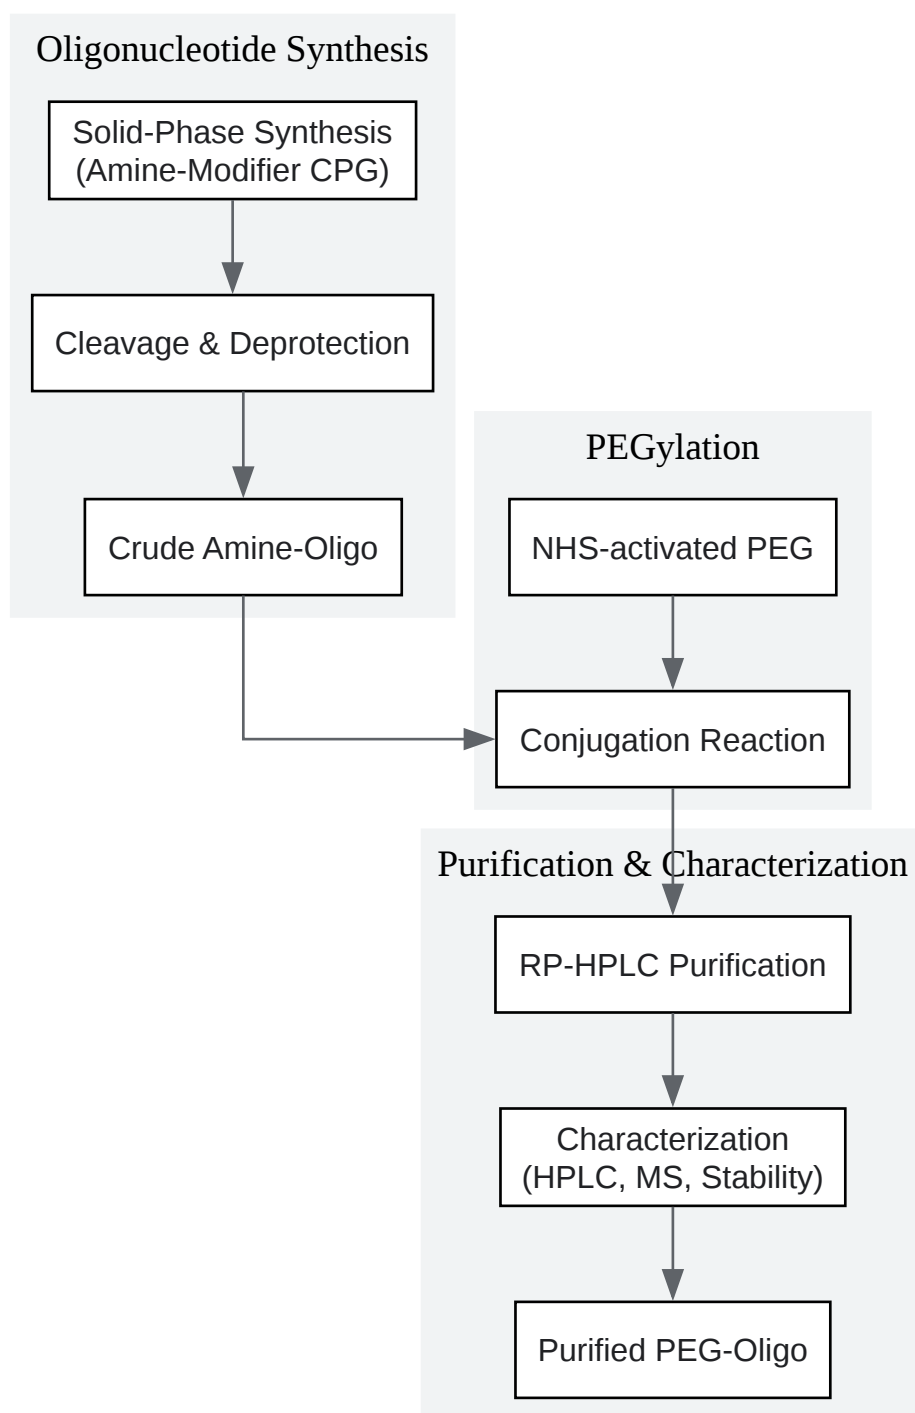 Oligonucleotide Synthesis
Solid-Phase Synthesis
(Amine-Modifier CPG)
Cleavage & Deprotection
Crude Amine-Oligo
PEGylation
NHS-activated PEG
Conjugation Reaction
Purification & Characterization
RP-HPLC Purification
Characterization
(HPLC, MS, Stability)
Purified PEG-Oligo